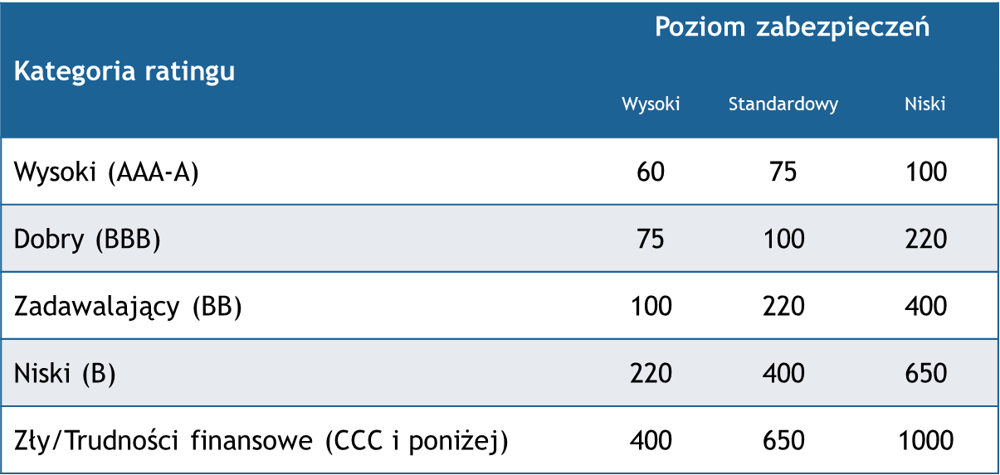 Poziom zabezpieczeń
Kategoria ratingu
Wysoki Standardowy Niski
Wysoki (AAA-A) 60 75 100
Dobry (BBB) 75 100 220
Zadawalający (BB) 100 220 400
Niski (B) 220 400 650
Zły/Trudności finansowe (CCC i poniżej) 400 650 1000